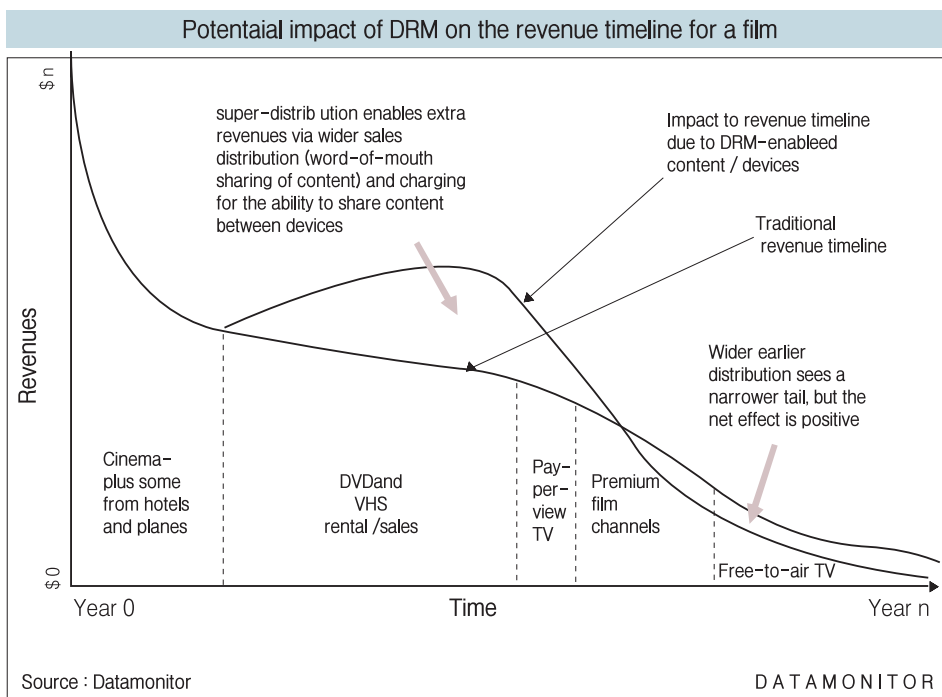 Potentaial impact of DRM on the revenue timeline for a film
$ n
super-distrib ution enables extra
revenues via wider sales
distribution (word-of-mouth
sharing of content) and charging
for the ability to share content
between devices
Impact to revenue timeline
due to DRM-enableed
content / devices
Traditional
revenue timeline
Revenues
Wider earlier
distribution sees a
narrower tail, but the
net effect is positive
Cinema-
plus some
from hotels
and planes
DVDand
VHS
rental /sales
Pay-
per-
view
TV
Premium
film
channels
Free-to-air TV
$ 0
Year 0
Time
Year n
Source : Datamonitor
DATAMONITOR